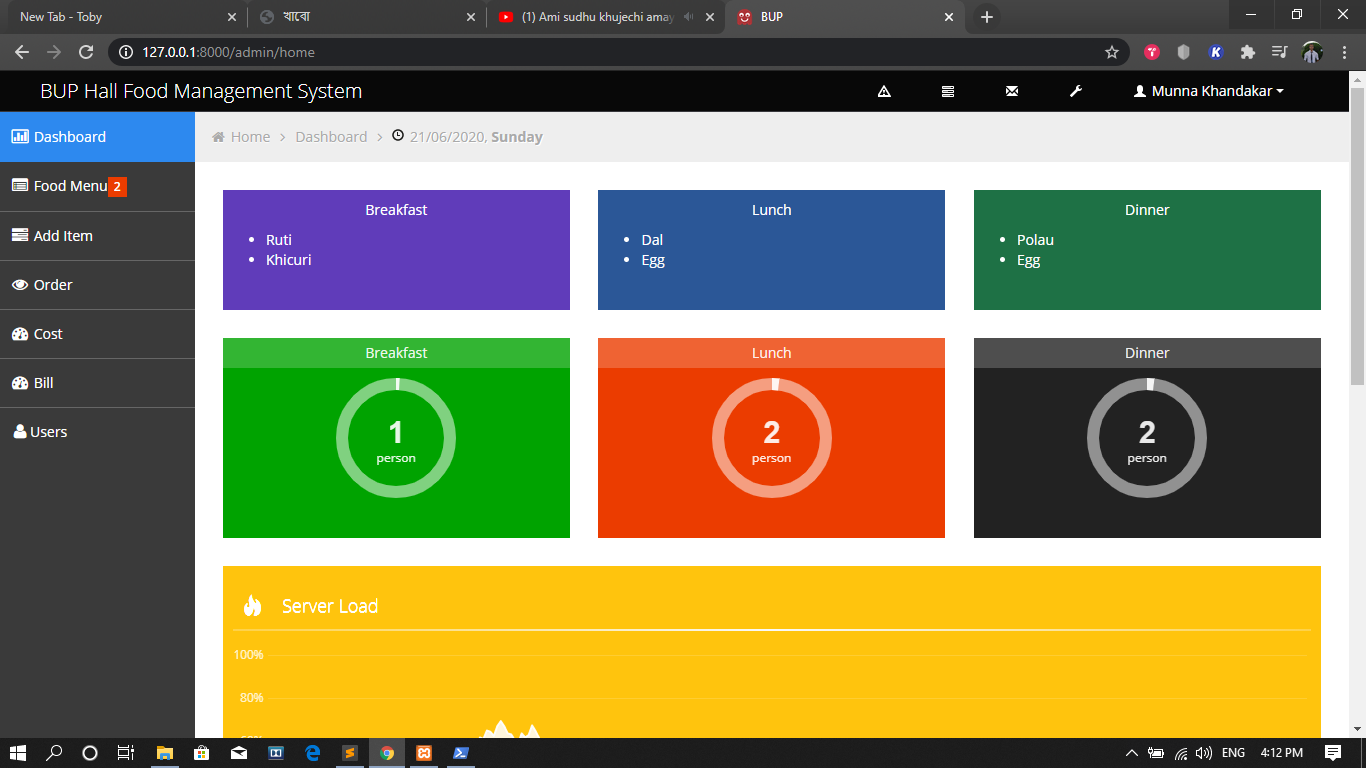 New Tab - Toby
খাবো
(1) Ami sudhu khujechi amay
BUP
127.0.0.1:8000/admin/home
BUP Hall Food Management System
Munna Khandakar
Dashboard
Home > Dashboard > 21/06/2020, Sunday
Food Menu 2
Add Item
Order
Cost
Bill
Users
Breakfast
Ruti
Khicuri
Lunch
Dal
Egg
Dinner
Polau
Egg
Breakfast
1
person
Lunch
2
person
Dinner
2
person
Server Load
100%
80%
ENG
4:12 PM